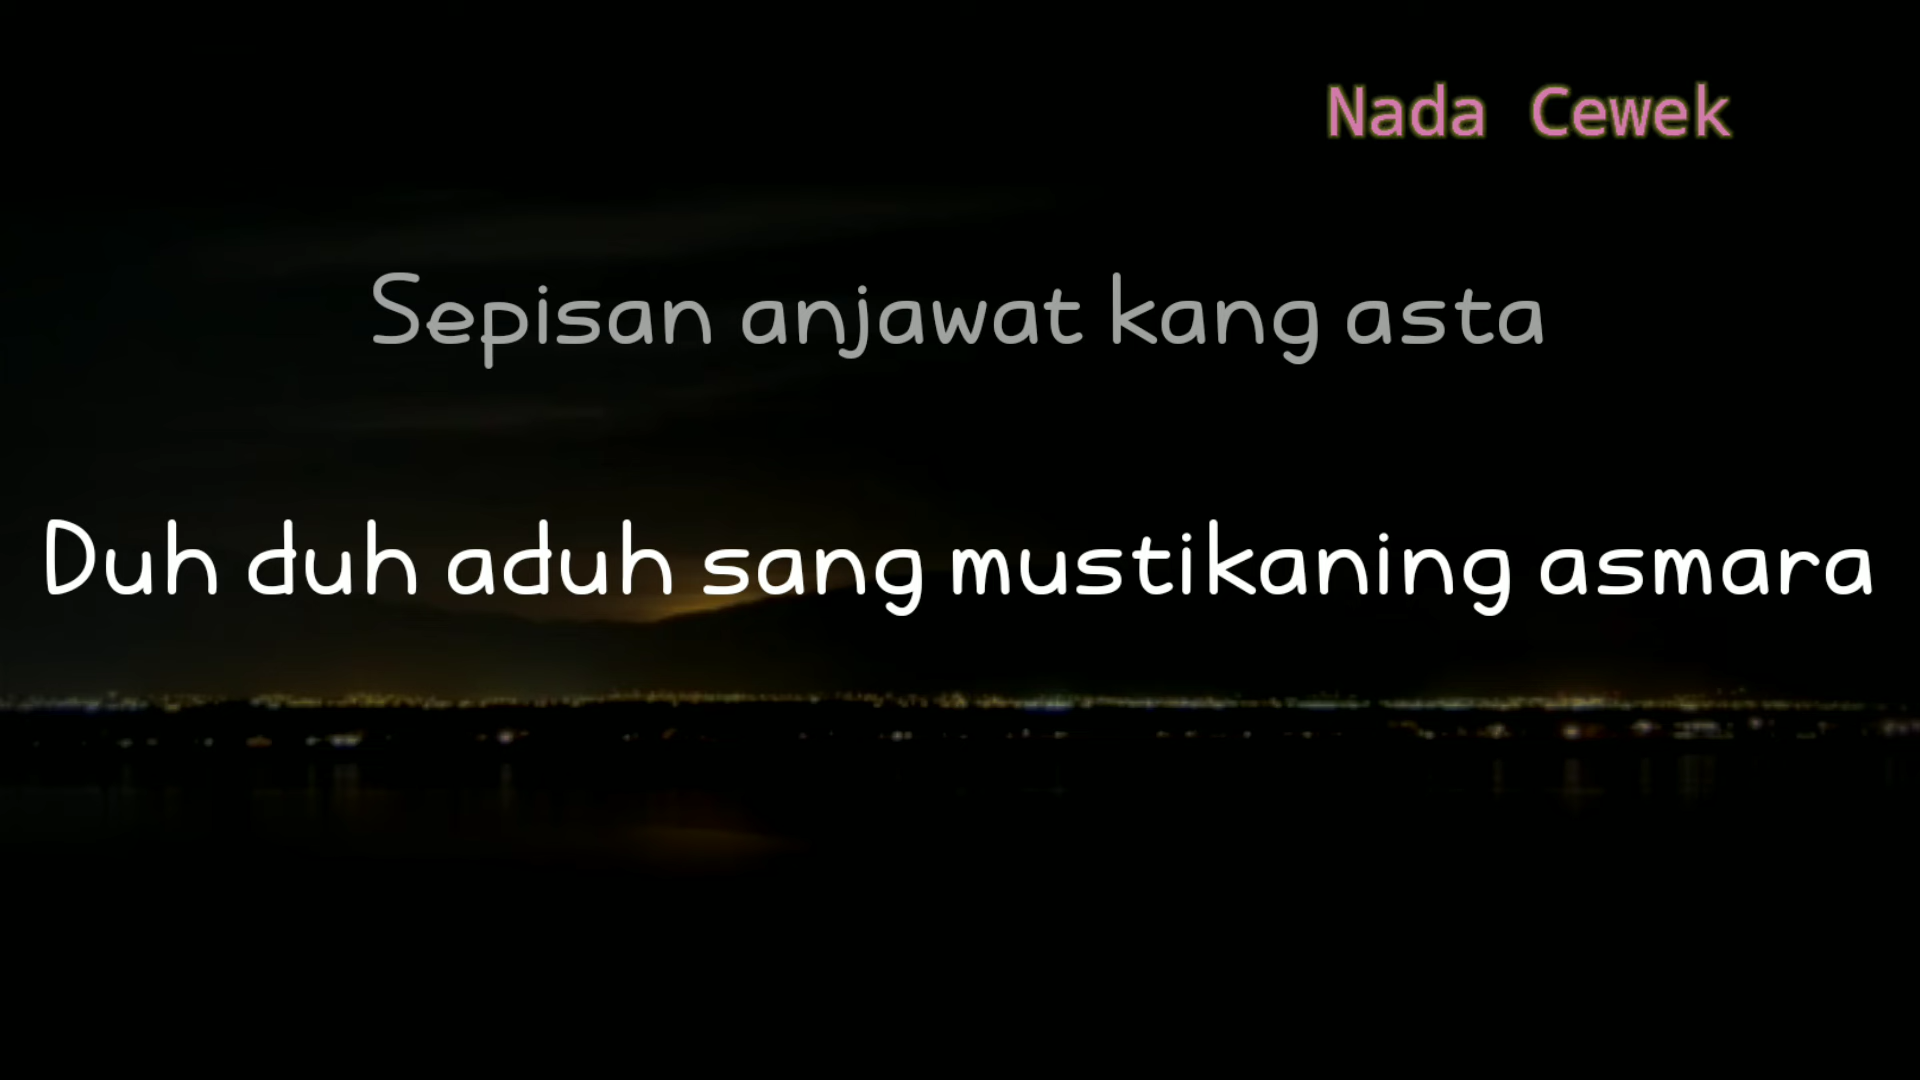 Nada Cewek
Sepisan anjawat kang asta
Duh duh aduh sang mustikaning asmara